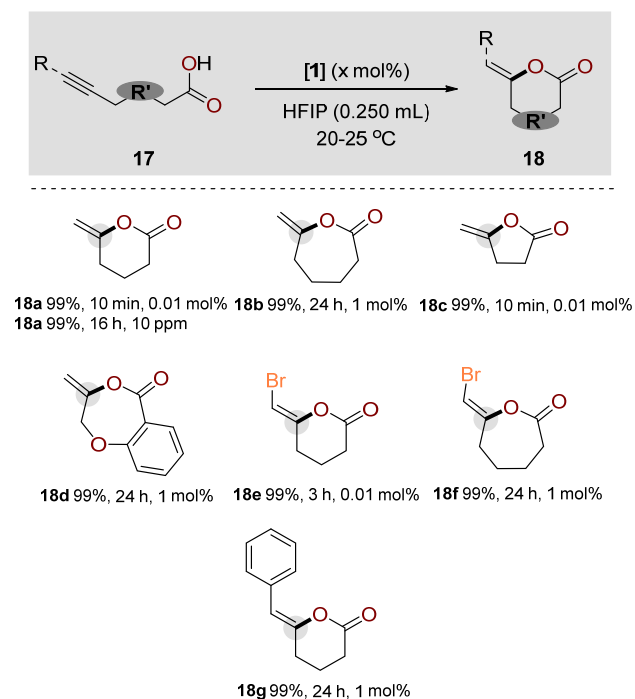 R
R'
OH
O
17
[1] (x mol%)
HFIP (0.250 mL)
20-25 °C
R
O
O
R'
18
O
O
18a 99%, 10 min, 0.01 mol%
18a 99%, 16 h, 10 ppm
O
O
18b 99%, 24 h, 1 mol%
O
O
18c 99%, 10 min, 0.01 mol%
O
O
O
18d 99%, 24 h, 1 mol%
Br
O
O
18e 99%, 3 h, 0.01 mol%
Br
O
O
18f 99%, 24 h, 1 mol%
O
O
18g 99%, 24 h, 1 mol%